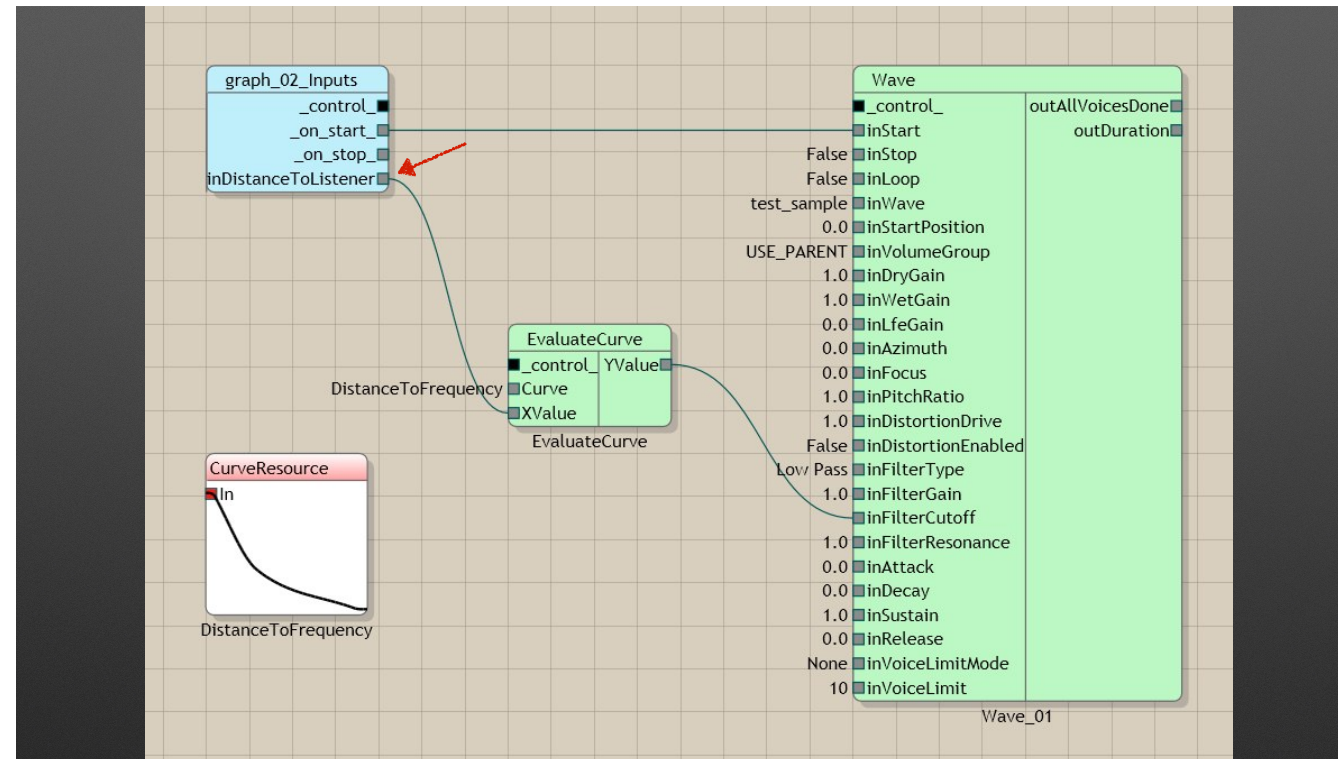 graph_02_Inputs
_control_
_on_start_
_on_stop_
inDistanceToListener
Wave
_control_ outAllVoicesDone
inStart outDuration
False inStop
False inLoop
test_sample inWave
0.0 inStartPosition
USE_PARENT inVolumeGroup
1.0 inDryGain
1.0 inWetGain
0.0 inLfeGain
0.0 inAzimuth
0.0 inFocus
1.0 inPitchRatio
1.0 inDistortionDrive
False inDistortionEnabled
Low Pass inFilterType
1.0 inFilterGain
inFilterCutoff
1.0 inFilterResonance
0.0 inAttack
0.0 inDecay
1.0 inSustain
0.0 inRelease
None inVoiceLimitMode
10 inVoiceLimit
Wave_01
EvaluateCurve
_control_ YValue
DistanceToFrequency Curve
XValue
EvaluateCurve
CurveResource
In
DistanceToFrequency